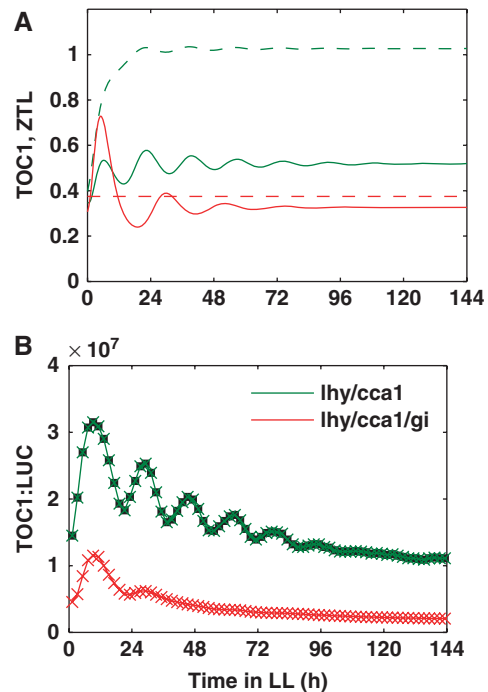 A
TOC1, ZTL
1
0.8
0.6
0.4
0.2
0
0 24 48 72 96 120 144
B
× 10⁷
TOC1:LUC
4
3
2
1
0
lhy/cca1
lhy/cca1/gi
0 24 48 72 96 120 144
Time in LL (h)